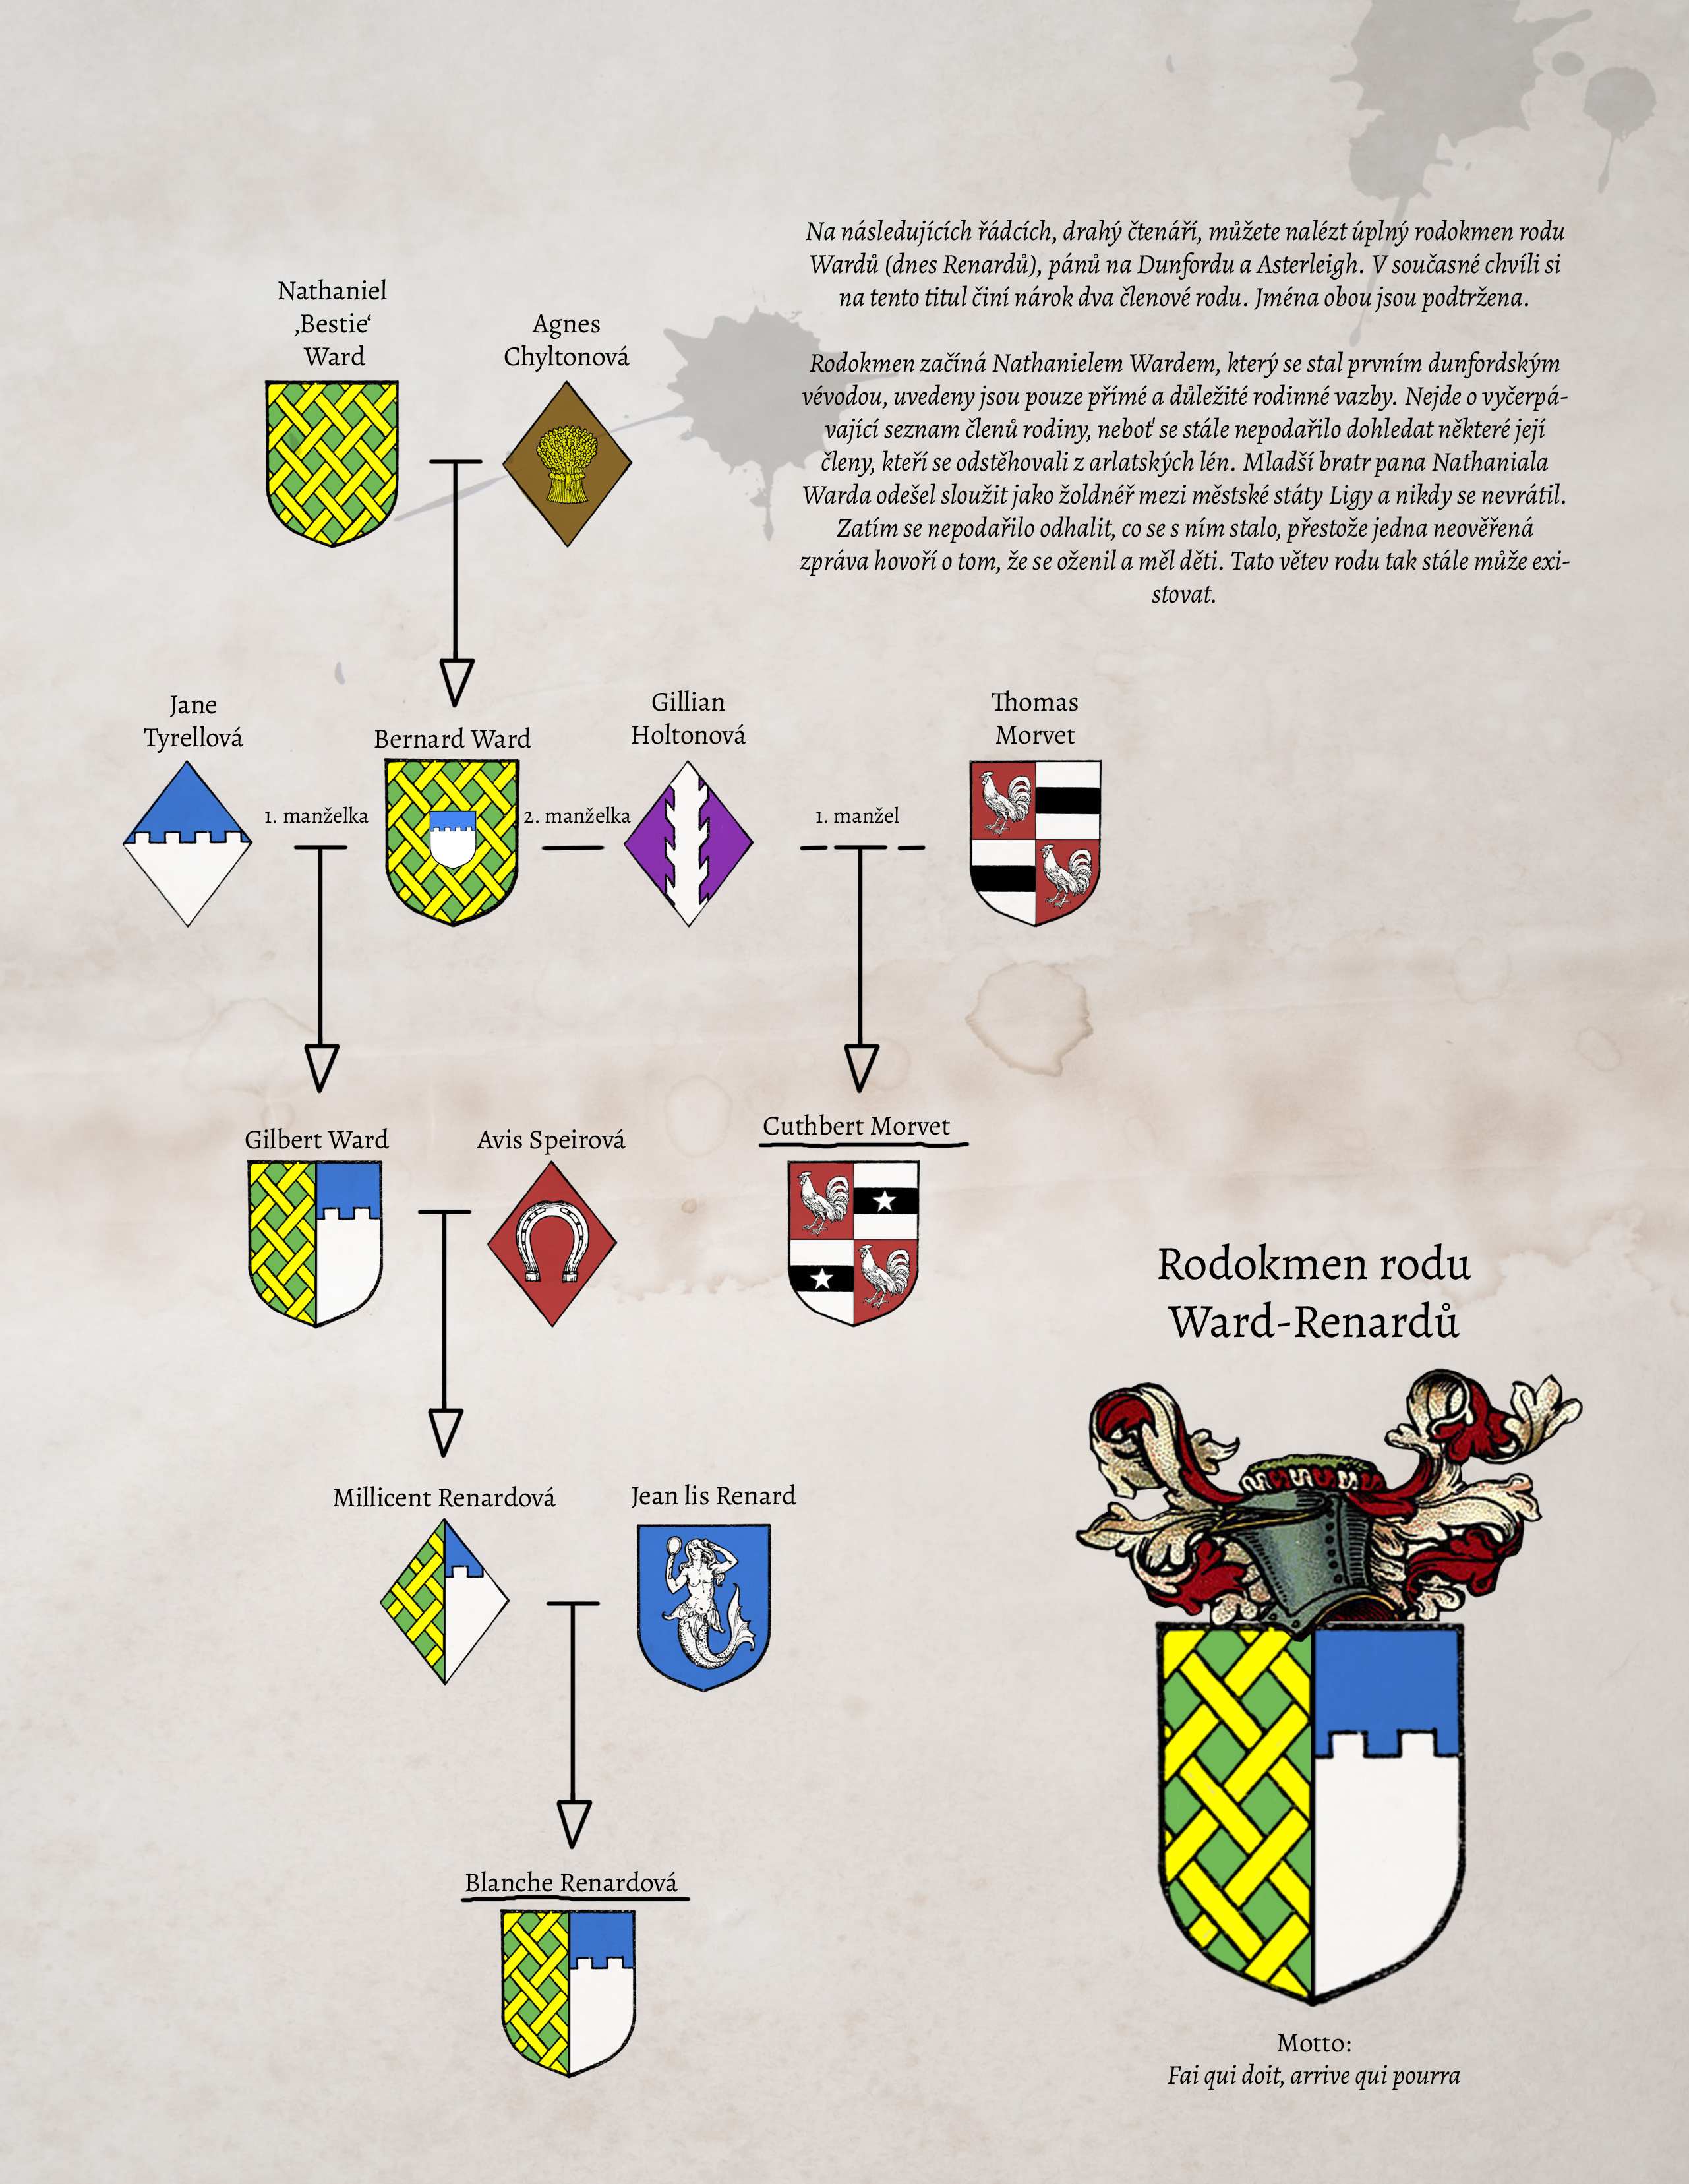 Na následujících řádcích, drahý čtenáří, můžete nalézt úplný rodokmen rodu
Wardů (dnes Renardů), pánů na Dunfordu a Asterleigh. V současné chvíli si
na tento titul činí nárok dva členové rodu. Jména obou jsou podtržena.
Rodokmen začíná Nathanielem Wardem, který se stal prvním dunfordským
vévodou, uvedeny jsou pouze přímé a důležité rodinné vazby. Nejde o vyčerpá-
vající seznam členů rodiny, neboť se stále nepodařilo dohledat některé její
členy, kteří se odstěhovali z arlatských lén. Mladší bratr pana Nathaniala
Warda odešel sloužit jako žoldnéř mezi městské státy Ligy a nikdy se nevrátil.
Zatím se nepodařilo odhalit, co se s ním stalo, přestože jedna neověřená
zpráva hovoří o tom, že se oženil a měl děti. Tato větev rodu tak stále může exi-
stovat.
Nathaniel
‚Bestie‘
Ward
Agnes
Chyltonová
Jane
Tyrellová
Bernard Ward
Gillian
Holtonová
Thomas
Morvet
1. manželka
2. manželka
1. manžel
Gilbert Ward
Avis Speirová
Cuthbert Morvet
Rodokmen rodu
Ward-Renardů
Millicent Renardová
Jean lis Renard
Blanche Renardová
Motto:
Fai qui doit, arrive qui pourra